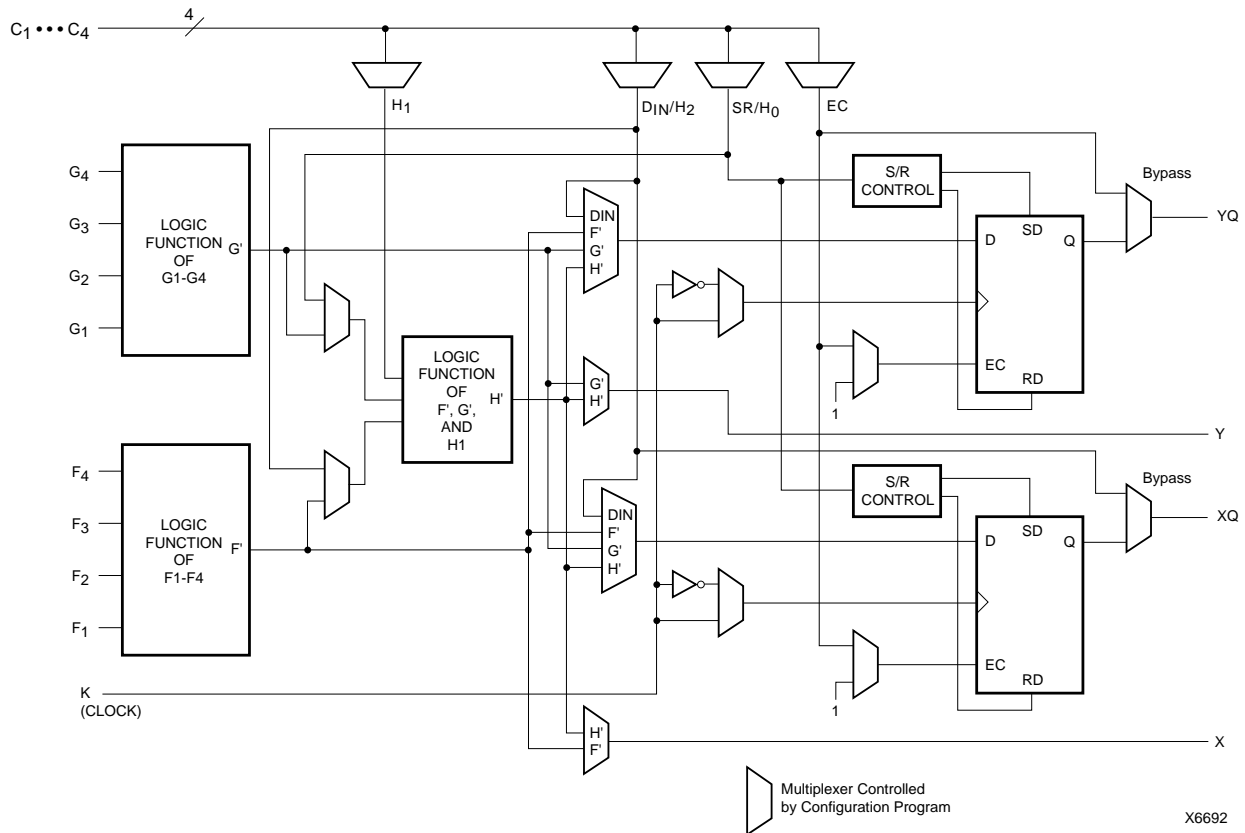 C1 ••• C4
4
H1
DIN/H2
SR/H0
EC
G4
G3
G2
G1
LOGIC
FUNCTION
OF
G1-G4
G'
DIN
F'
G'
H'
S/R
CONTROL
D
SD
Q
EC
RD
1
Bypass
YQ
LOGIC
FUNCTION
OF
F', G',
AND
H1
H'
G'
H'
Y
F4
F3
F2
F1
LOGIC
FUNCTION
OF
F1-F4
F'
DIN
F'
G'
H'
S/R
CONTROL
D
SD
Q
EC
RD
1
Bypass
XQ
K
(CLOCK)
H'
F'
X
Multiplexer Controlled
by Configuration Program
X6692